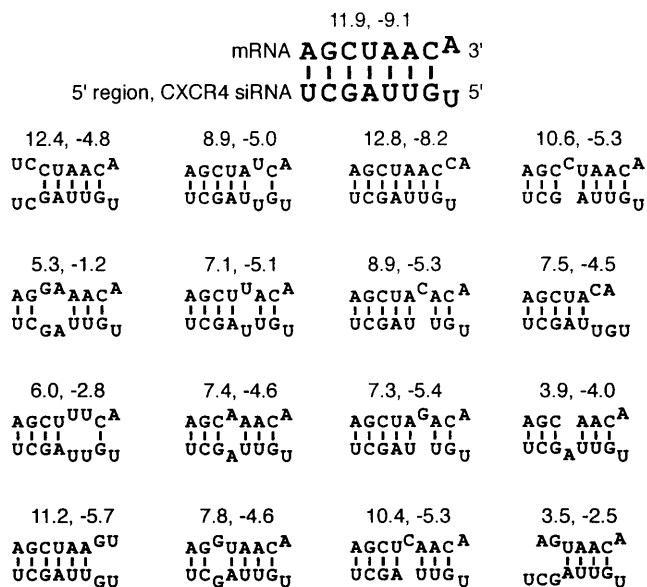 11.9, -9.1
mRNA AGCUAACA 3'
5' region, CXCR4 siRNA UCGAUUGU 5'
12.4, -4.8 8.9, -5.0 12.8, -8.2 10.6, -5.3
UCCUAACA AGCUAUCA AGCUAACCA AGCCUAACA
UCGAUUGU UCGAUUGU UCGAUUGU UCG AUUGU
5.3, -1.2 7.1, -5.1 8.9, -5.3 7.5, -4.5
AGGAAACA AGCUUACA AGCUACACA AGCUACA
UCGAUUGU UCGAUUGU UCGAU UGU UCGAUUGU
6.0, -2.8 7.4, -4.6 7.3, -5.4 3.9, -4.0
AGCUUUCA AGCAAACA AGCUAGACA AGC AACA
UCGAUUGU UCGAUUGU UCGAU UGU UCGAUUGU
11.2, -5.7 7.8, -4.6 10.4, -5.3 3.5, -2.5
AGCUAAGU AGGUAACA AGCUCAACA AGUAACA
UCGAUUGU UCGAUUGU UCGA UUGU UCGAUUGU